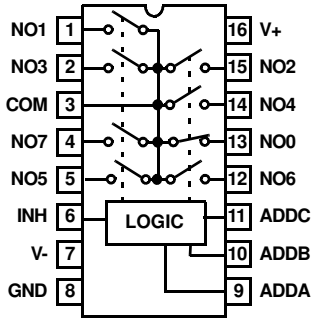 NO1 1 16 V+
NO3 2 15 NO2
COM 3 14 NO4
NO7 4 13 NO0
NO5 5 12 NO6
INH 6 LOGIC 11 ADDC
V- 7 10 ADDB
GND 8 9 ADDA